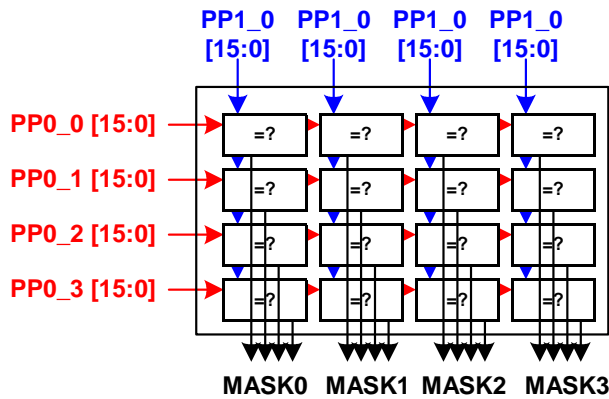 PP1_0 PP1_0 PP1_0 PP1_0
[15:0] [15:0] [15:0] [15:0]
PP0_0 [15:0] =? =? =? =?
PP0_1 [15:0] =? =? =? =?
PP0_2 [15:0] =? =? =? =?
PP0_3 [15:0] =? =? =? =?
MASK0 MASK1 MASK2 MASK3